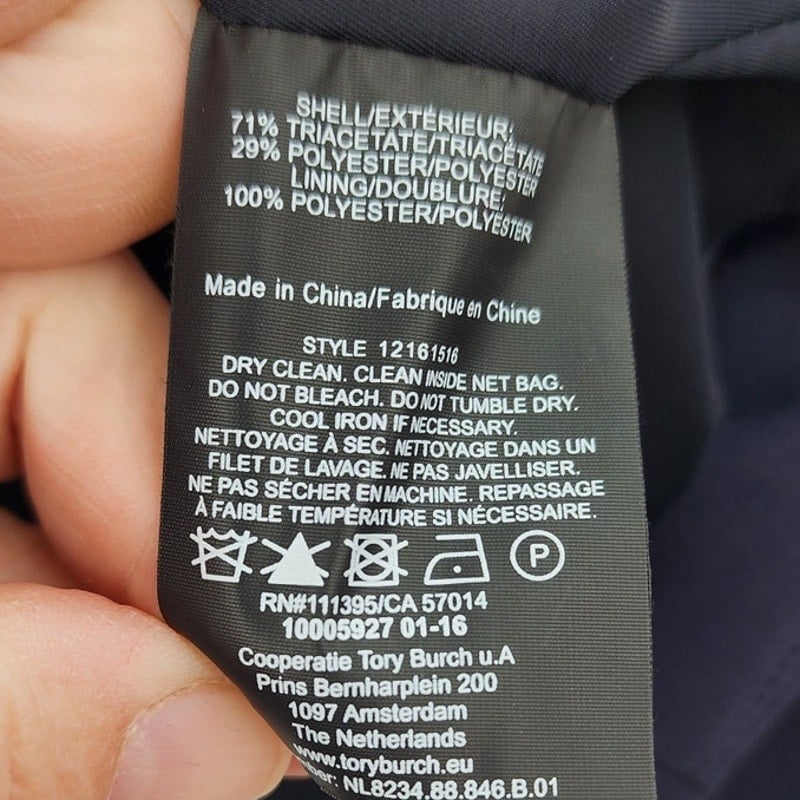 SHELL/EXTÉRIEUR:
71% TRIACETATE/TRIACÉTATE
29% POLYESTER/POLYESTER
LINING/DOUBLURE:
100% POLYESTER/POLYESTER
Made in China/Fabrique en Chine
STYLE 12161516
DRY CLEAN. CLEAN INSIDE NET BAG.
DO NOT BLEACH. DO NOT TUMBLE DRY.
COOL IRON IF NECESSARY.
NETTOYAGE À SEC. NETTOYAGE DANS UN
FILET DE LAVAGE. NE PAS JAVELLISER.
NE PAS SÉCHER EN MACHINE. REPASSAGE
À FAIBLE TEMPÉRATURE SI NÉCESSAIRE.
P
RN#111395/CA 57014
10005927 01-16
Cooperatie Tory Burch u.A
Prins Bernharplein 200
1097 Amsterdam
The Netherlands
www.toryburch.eu
NL8234.88.846.B.01